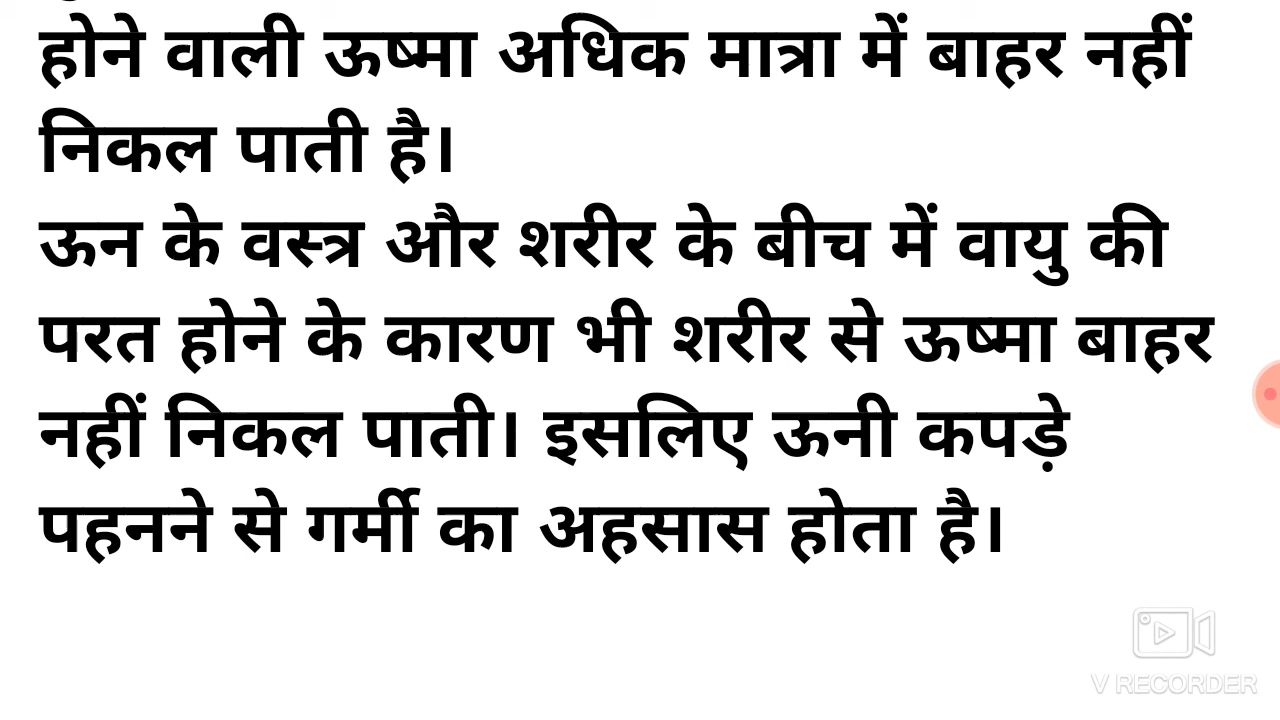 होने वाली ऊष्मा अधिक मात्रा में बाहर नहीं
निकल पाती है।
ऊन के वस्त्र और शरीर के बीच में वायु की
परत होने के कारण भी शरीर से ऊष्मा बाहर
नहीं निकल पाती। इसलिए ऊनी कपड़े
पहनने से गर्मी का अहसास होता है।
V RECORDER